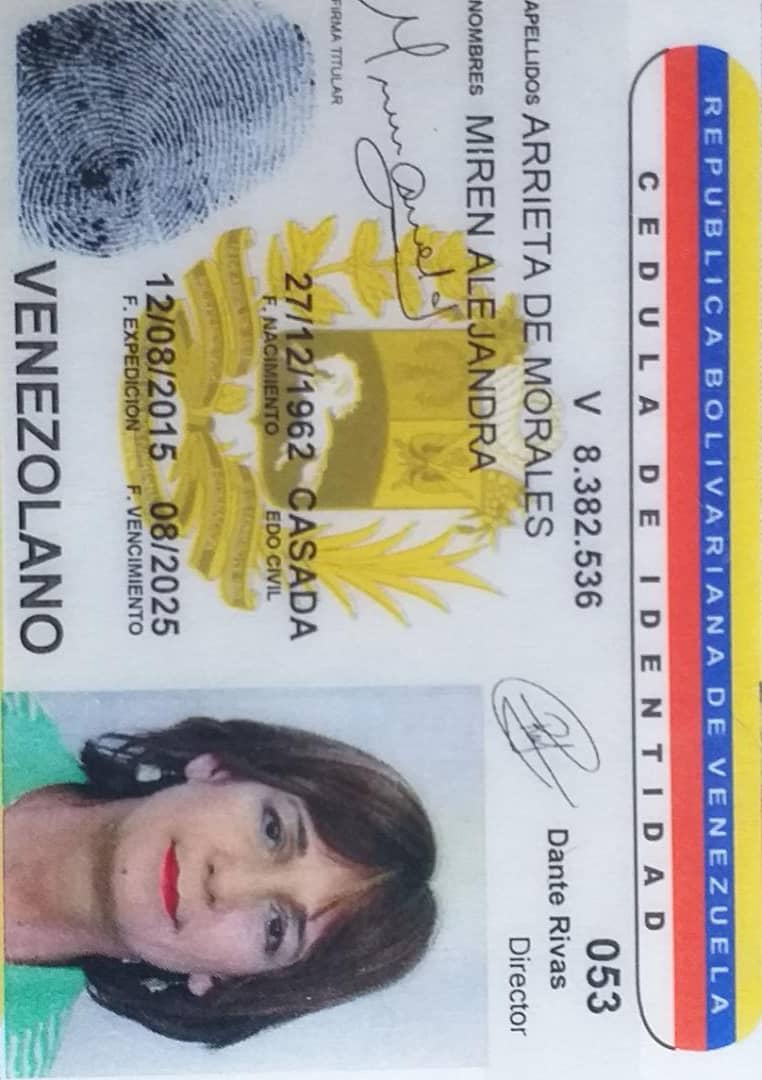 REPUBLICA BOLIVARIANA DE VENEZUELA
CEDULA DE IDENTIDAD
V 8.382.536
053
APELLIDOS ARRIETA DE MORALES
Dante Rivas
Director
NOMBRES MIREN ALEJANDRA
FIRMA TITULAR
27/12/1962 CASADA
F. NACIMIENTO EDO CIVIL
12/08/2015 08/2025
F. EXPEDICION F. VENCIMIENTO
VENEZOLANO